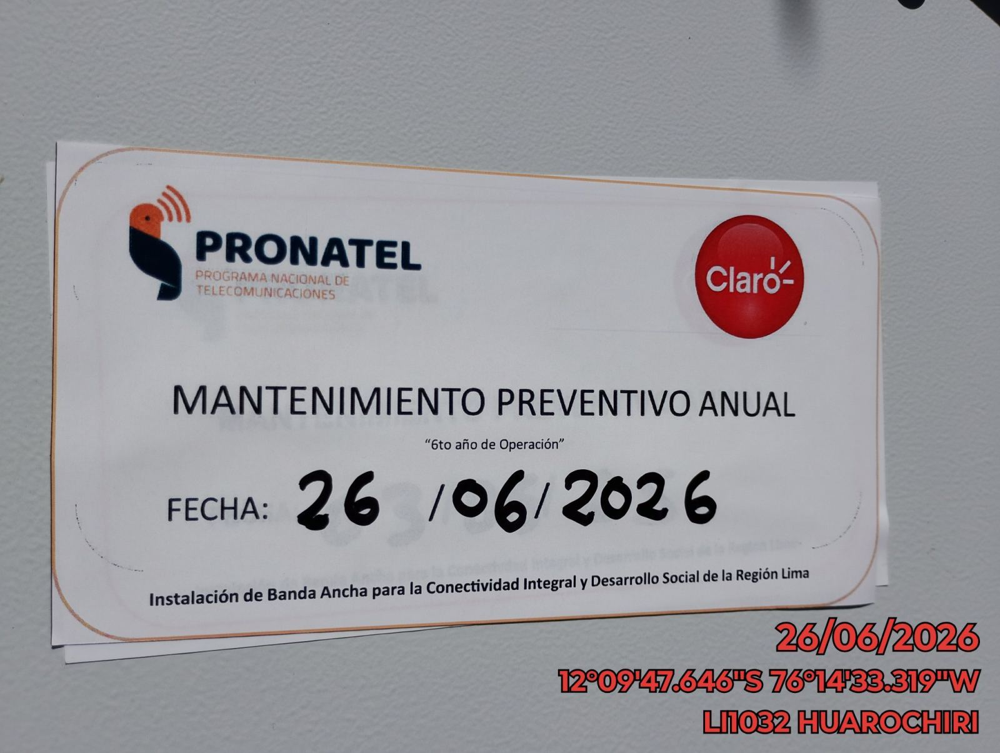 PRONATEL
PROGRAMA NACIONAL DE
TELECOMUNICACIONES
Claro
MANTENIMIENTO PREVENTIVO ANUAL
“6to año de Operación”
FECHA: 26 /06/2026
Instalación de Banda Ancha para la Conectividad Integral y Desarrollo Social de la Región Lima
26/06/2026
12°09'47.646"S 76°14'33.319"W
LI1032 HUAROCHIRI